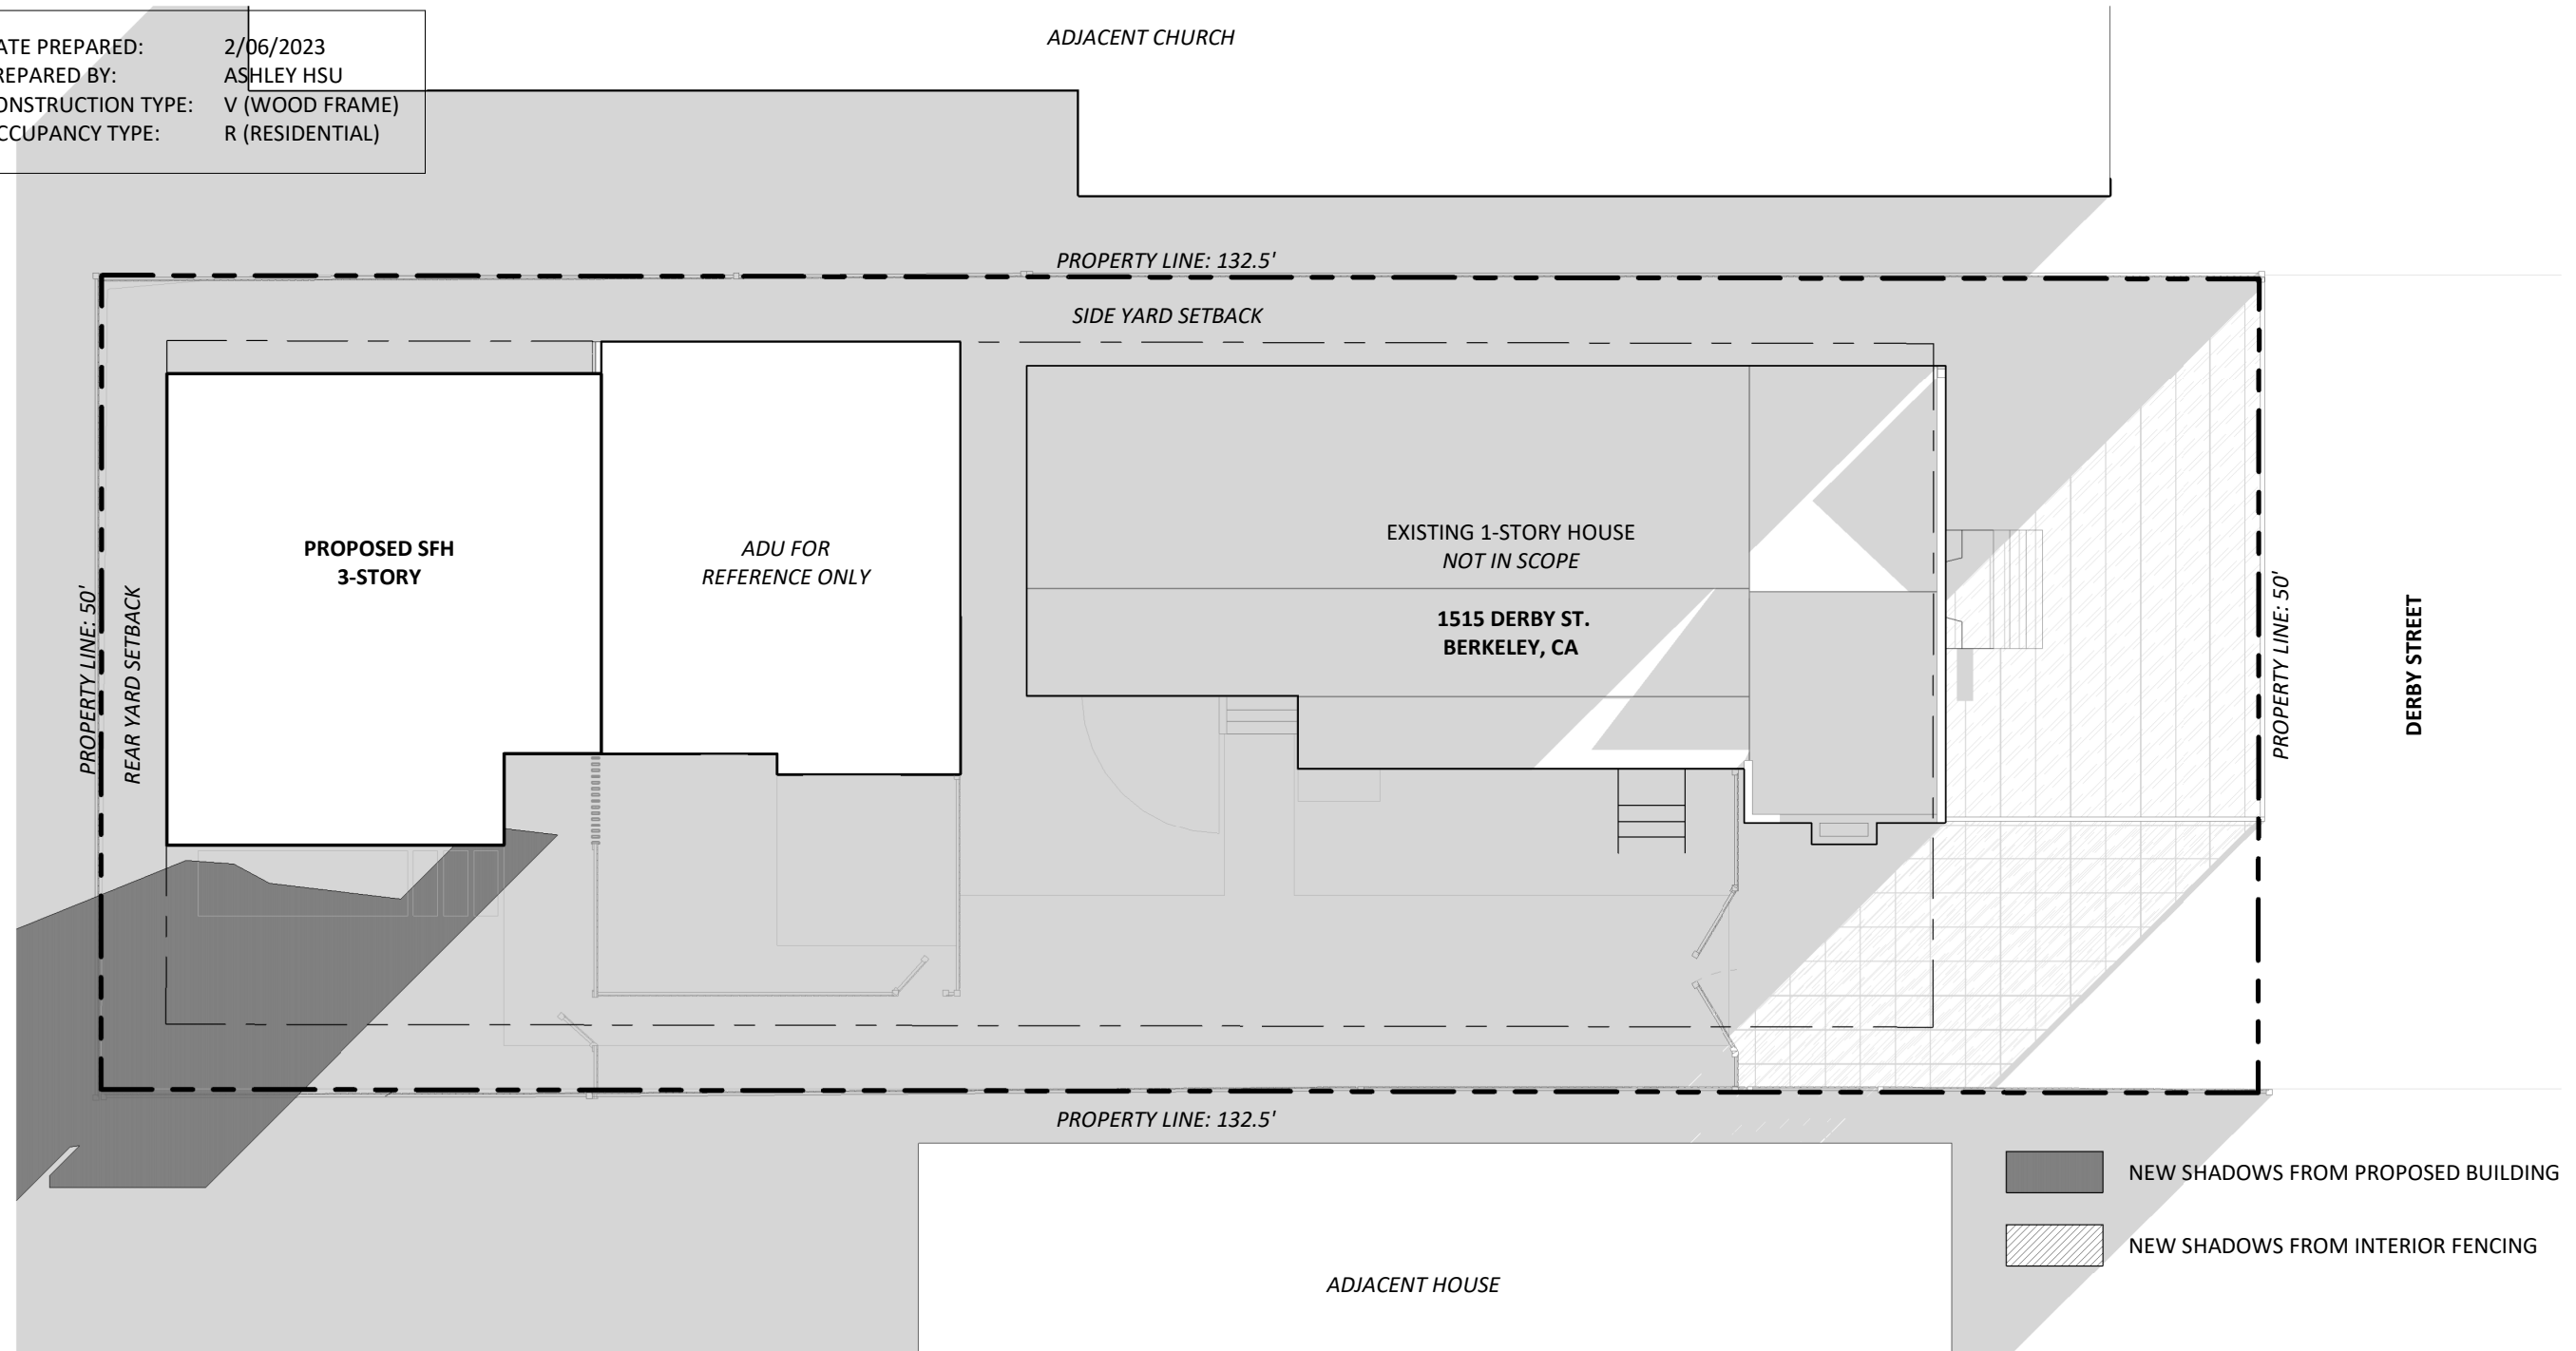 ATE PREPARED: 2/06/2023
REPARED BY: ASHLEY HSU
ONSTRUCTION TYPE: V (WOOD FRAME)
CCUPANCY TYPE: R (RESIDENTIAL)
ADJACENT CHURCH
PROPERTY LINE: 132.5'
SIDE YARD SETBACK
PROPOSED SFH
3-STORY
ADU FOR
REFERENCE ONLY
EXISTING 1-STORY HOUSE
NOT IN SCOPE
1515 DERBY ST.
BERKELEY, CA
PROPERTY LINE: 50'
REAR YARD SETBACK
PROPERTY LINE: 50'
DERBY STREET
PROPERTY LINE: 132.5'
NEW SHADOWS FROM PROPOSED BUILDING
NEW SHADOWS FROM INTERIOR FENCING
ADJACENT HOUSE